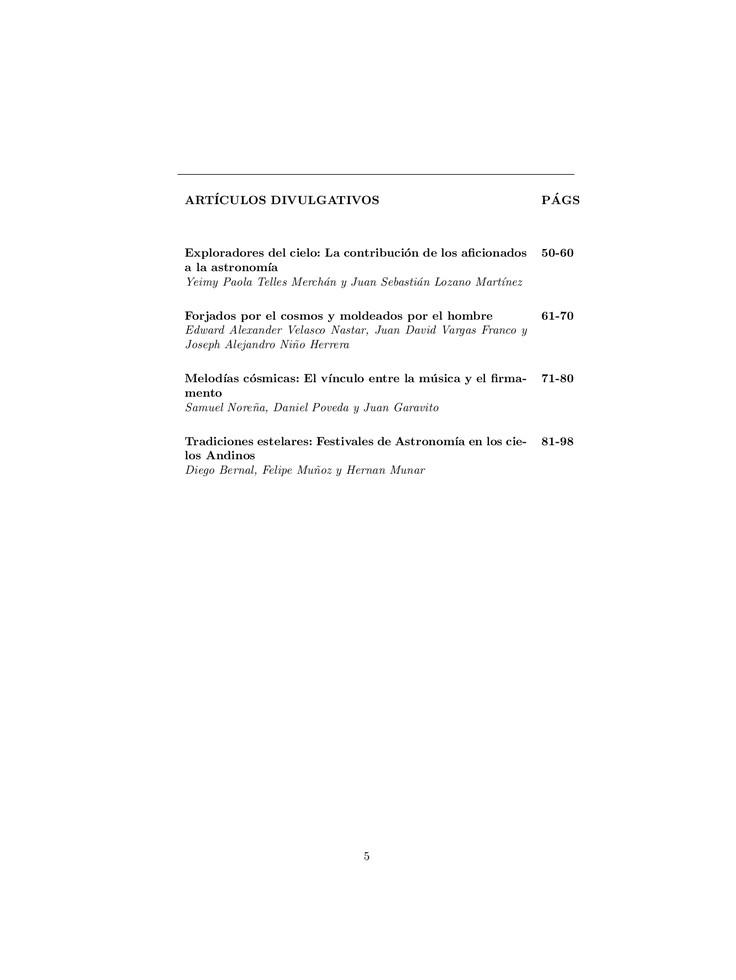 ARTÍCULOS DIVULGATIVOS PÁGS
Exploradores del cielo: La contribución de los aficionados 50-60
a la astronomía
Yeimy Paola Telles Merchán y Juan Sebastián Lozano Martínez
Forjados por el cosmos y moldeados por el hombre 61-70
Edward Alexander Velasco Nastar, Juan David Vargas Franco y
Joseph Alejandro Niño Herrera
Melodías cósmicas: El vínculo entre la música y el firma- 71-80
mento
Samuel Noreña, Daniel Poveda y Juan Garavito
Tradiciones estelares: Festivales de Astronomía en los cie- 81-98
los Andinos
Diego Bernal, Felipe Muñoz y Hernan Munar
5